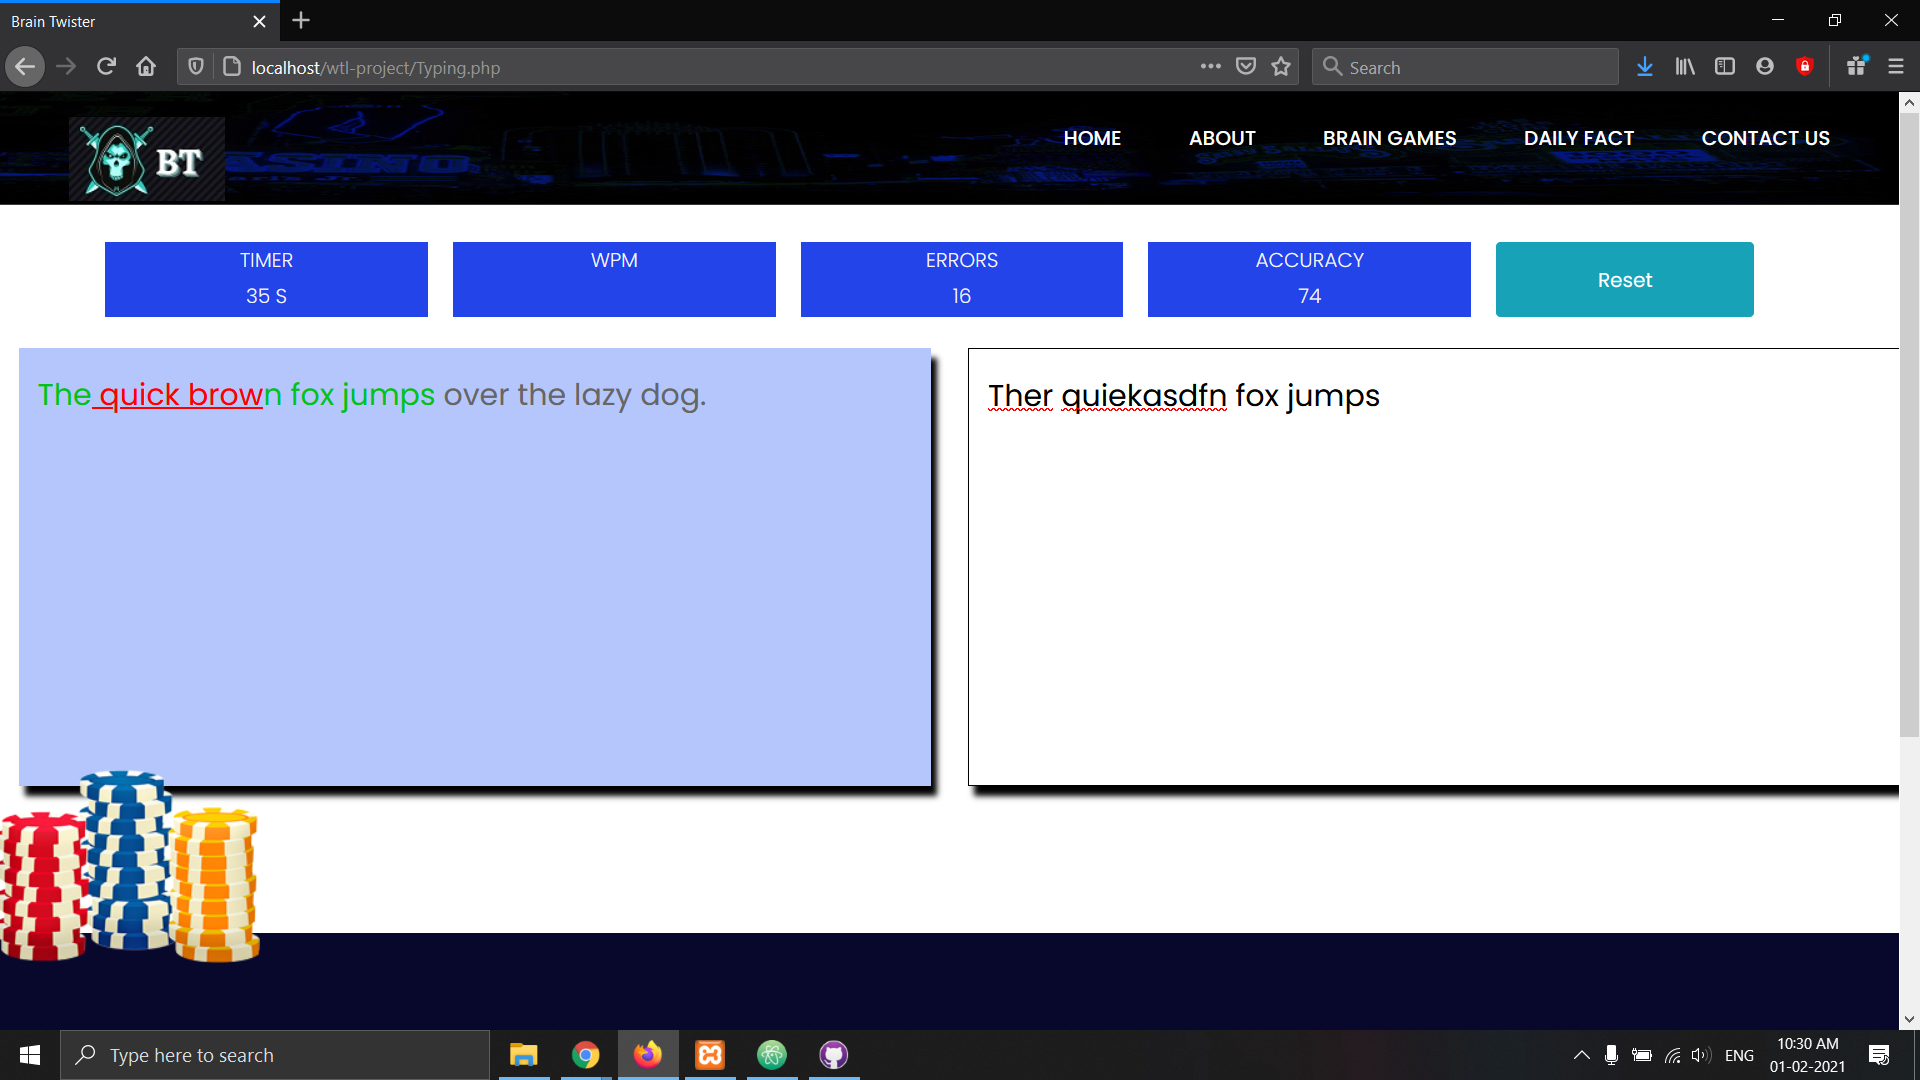 Brain Twister
localhost/wtl-project/Typing.php
Search
BT
HOME
ABOUT
BRAIN GAMES
DAILY FACT
CONTACT US
TIMER
35 S
WPM
ERRORS
16
ACCURACY
74
Reset
The quick brown fox jumps over the lazy dog.
Ther quiekasdfn fox jumps
Type here to search
ENG
10:30 AM
01-02-2021